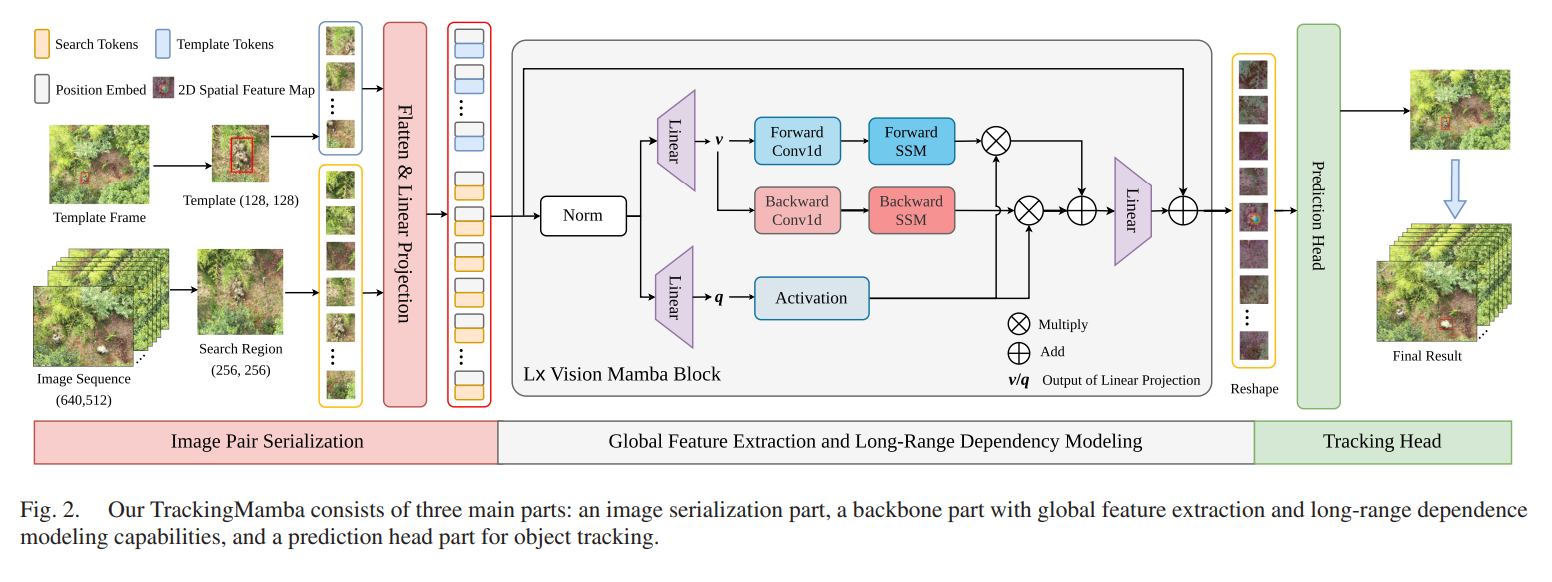 Search Tokens
Template Tokens
Position Embed
2D Spatial Feature Map
Template Frame
Template (128, 128)
Image Sequence
(640,512)
Search Region
(256, 256)
Flatten & Linear Projection
Norm
Linear
v
Forward
Conv1d
Forward
SSM
Backward
Conv1d
Backward
SSM
Linear
q
Activation
Linear
Multiply
Add
v/q Output of Linear Projection
Lx Vision Mamba Block
Reshape
Prediction Head
Final Result
Image Pair Serialization
Global Feature Extraction and Long-Range Dependency Modeling
Tracking Head
Fig. 2. Our TrackingMamba consists of three main parts: an image serialization part, a backbone part with global feature extraction and long-range dependence
modeling capabilities, and a prediction head part for object tracking.